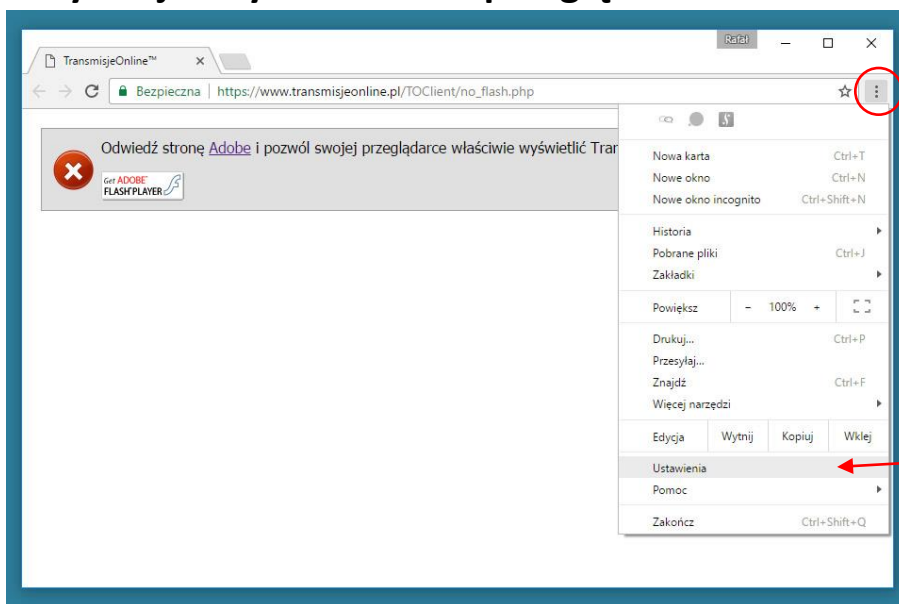 Rafał
TransmisjeOnline™
Bezpieczna | https://www.transmisjeonline.pl/TOClient/no_flash.php
Odwiedź stronę Adobe i pozwól swojej przeglądarce właściwie wyświetlić Tran
Get ADOBE®
FLASH® PLAYER
Nowa karta Ctrl+T
Nowe okno Ctrl+N
Nowe okno incognito Ctrl+Shift+N
Historia
Pobrane pliki Ctrl+J
Zakładki
Powiększ - 100% +
Drukuj... Ctrl+P
Przesyłaj...
Znajdź Ctrl+F
Więcej narzędzi
Edycja Wytnij Kopiuj Wklej
Ustawienia
Pomoc
Zakończ Ctrl+Shift+Q